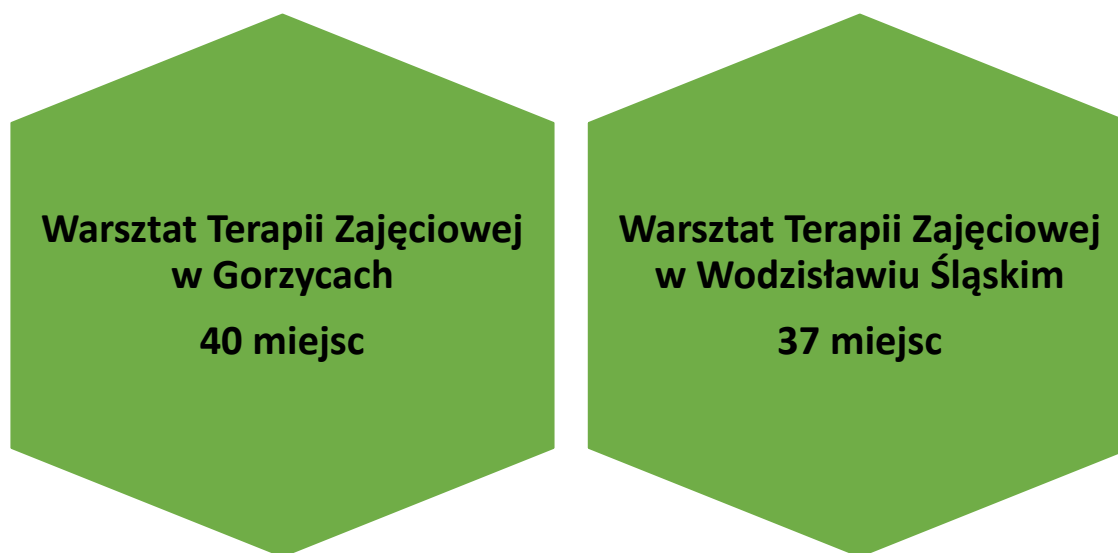 Warsztat Terapii Zajęciowej
w Gorzycach
40 miejsc
Warsztat Terapii Zajęciowej
w Wodzisławiu Śląskim
37 miejsc